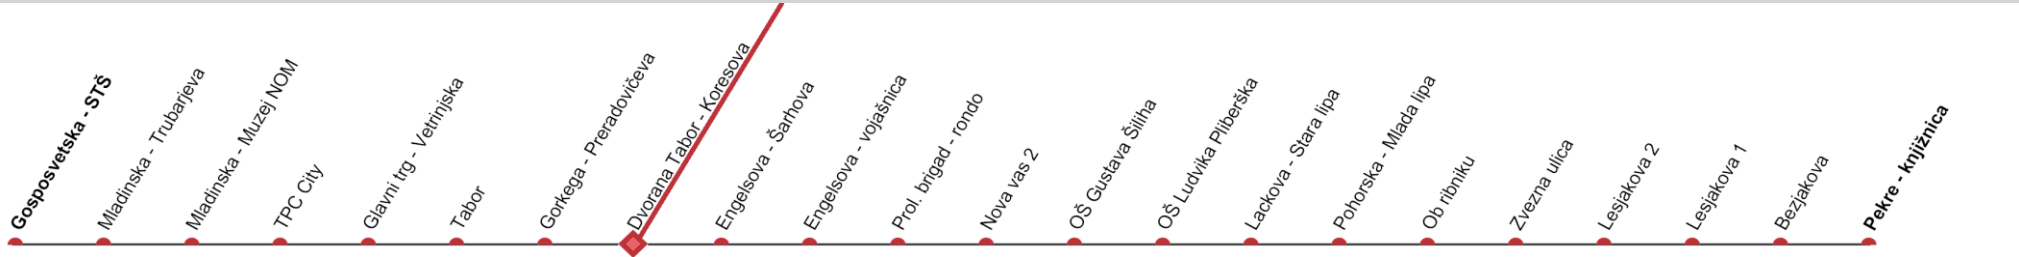 Gosposvetska - STŠ
Mladinska - Trubarjeva
Mladinska - Muzej NOM
TPC City
Glavni trg - Vetrinjska
Tabor
Gorkega - Preradovičeva
Dvorana Tabor - Koresova
Engelsova - Šarhova
Engelsova - vojašnica
Prol. brigad - rondo
Nova vas 2
OŠ Gustava Šiliha
OŠ Ludvika Pliberška
Lackova - Stara lipa
Pohorska - Mlada lipa
Ob ribniku
Zvezna ulica
Lesjakova 2
Lesjakova 1
Bezjakova
Pekre - knjižnica